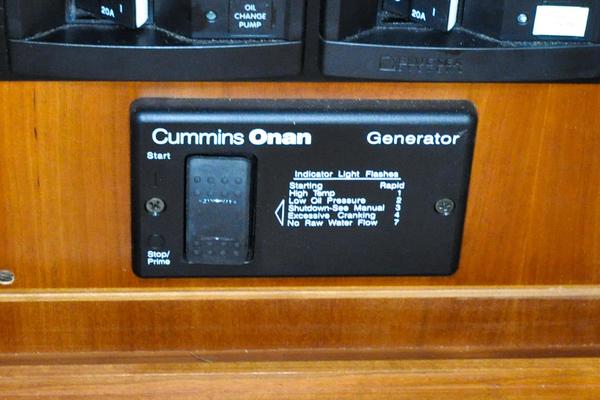 20A I
OIL
CHANGE
PUMP
20A I
Cummins Onan Generator
Start
Indicator Light Flashes
Starting Rapid
High Temp 1
Low Oil Pressure 2
Shutdown-See Manual 3
Excessive Cranking 4
No Raw Water Flow 7
Stop/
Prime